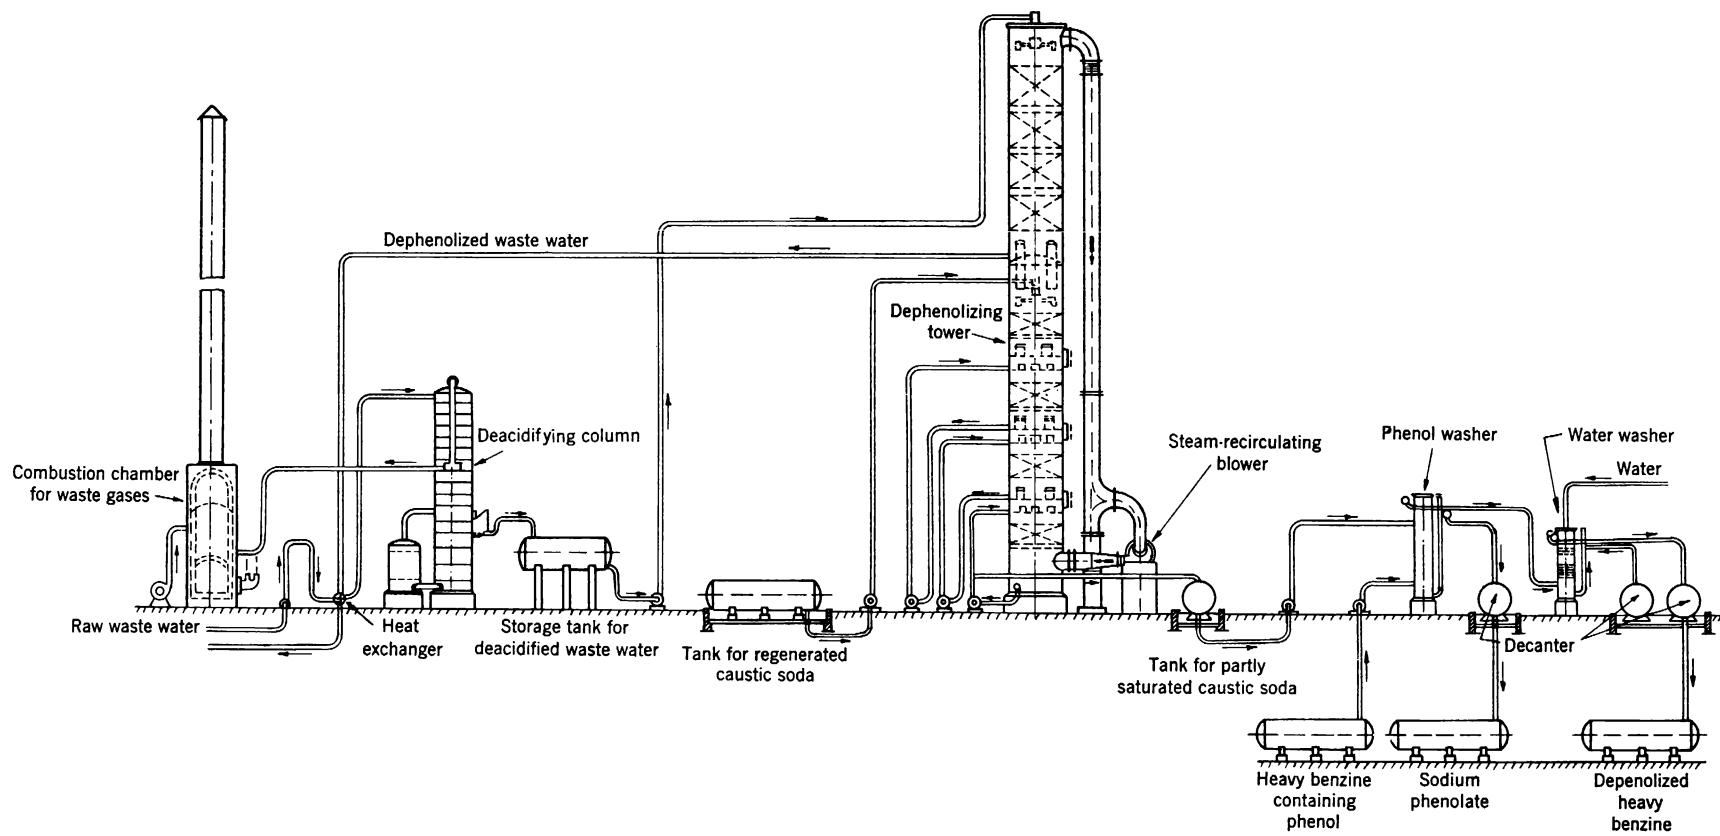 Dephenolized waste water
Dephenolizing
tower
Deacidifying column
Combustion chamber
for waste gases
Steam-recirculating
blower
Phenol washer
Water washer
Water
Raw waste water
Heat
exchanger
Storage tank for
deacidified waste water
Tank for regenerated
caustic soda
Tank for partly
saturated caustic soda
Decanter
Heavy benzine
containing
phenol
Sodium
phenolate
Depenolized
heavy
benzine